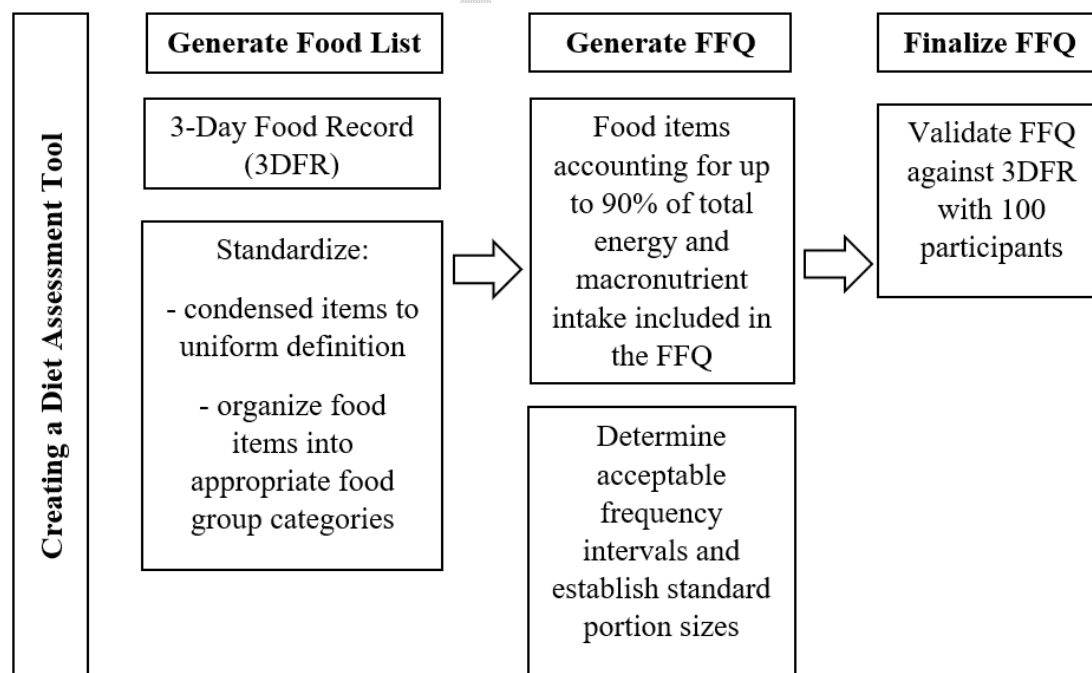 Creating a Diet Assessment Tool
Generate Food List
3-Day Food Record
(3DFR)
Standardize:
- condensed items to
uniform definition
- organize food
items into
appropriate food
group categories
Generate FFQ
Food items
accounting for up
to 90% of total
energy and
macronutrient
intake included in
the FFQ
Determine
acceptable
frequency
intervals and
establish standard
portion sizes
Finalize FFQ
Validate FFQ
against 3DFR
with 100
participants